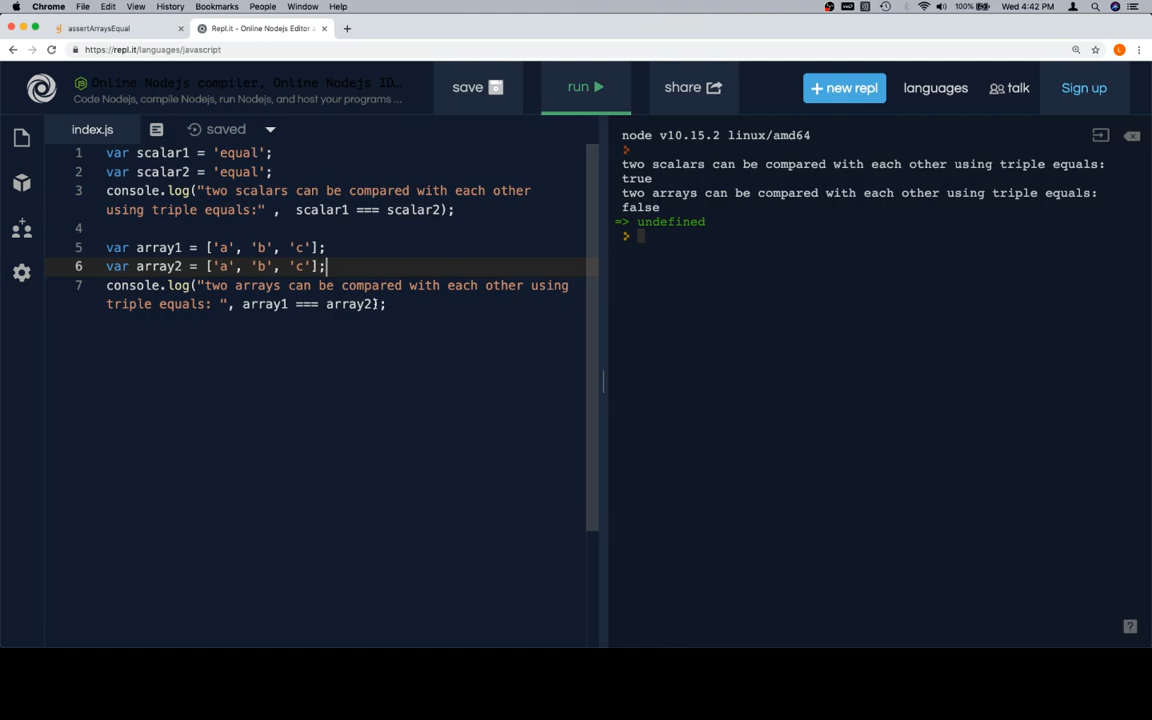 Chrome File Edit View History Bookmarks People Window Help 100% Wed 4:42 PM
assertArraysEqual × Repl.it - Online Nodejs Editor × +
https://repl.it/languages/javascript
Online Nodejs compiler, Online Nodejs ID...
Code Nodejs, compile Nodejs, run Nodejs, and host your programs ...
save run share + new repl languages talk Sign up
index.js saved
1 var scalar1 = 'equal';
2 var scalar2 = 'equal';
3 console.log("two scalars can be compared with each other
using triple equals:" , scalar1 === scalar2);
4
5 var array1 = ['a', 'b', 'c'];
6 var array2 = ['a', 'b', 'c'];
7 console.log("two arrays can be compared with each other using
triple equals: ", array1 === array2);
node v10.15.2 linux/amd64
>
two scalars can be compared with each other using triple equals:
true
two arrays can be compared with each other using triple equals:
false
=> undefined
>
?